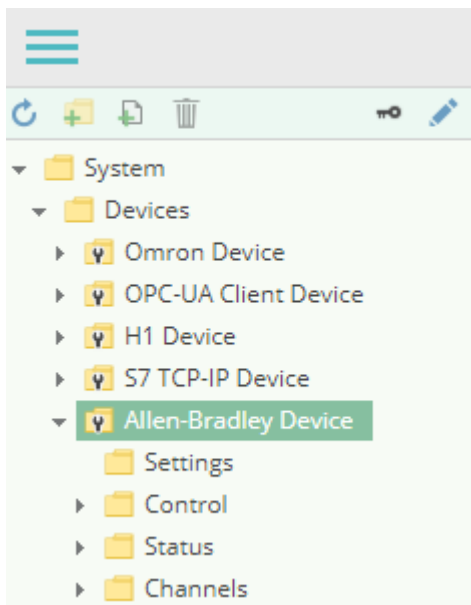 System
Devices
Omron Device
OPC-UA Client Device
H1 Device
S7 TCP-IP Device
Allen-Bradley Device
Settings
Control
Status
Channels